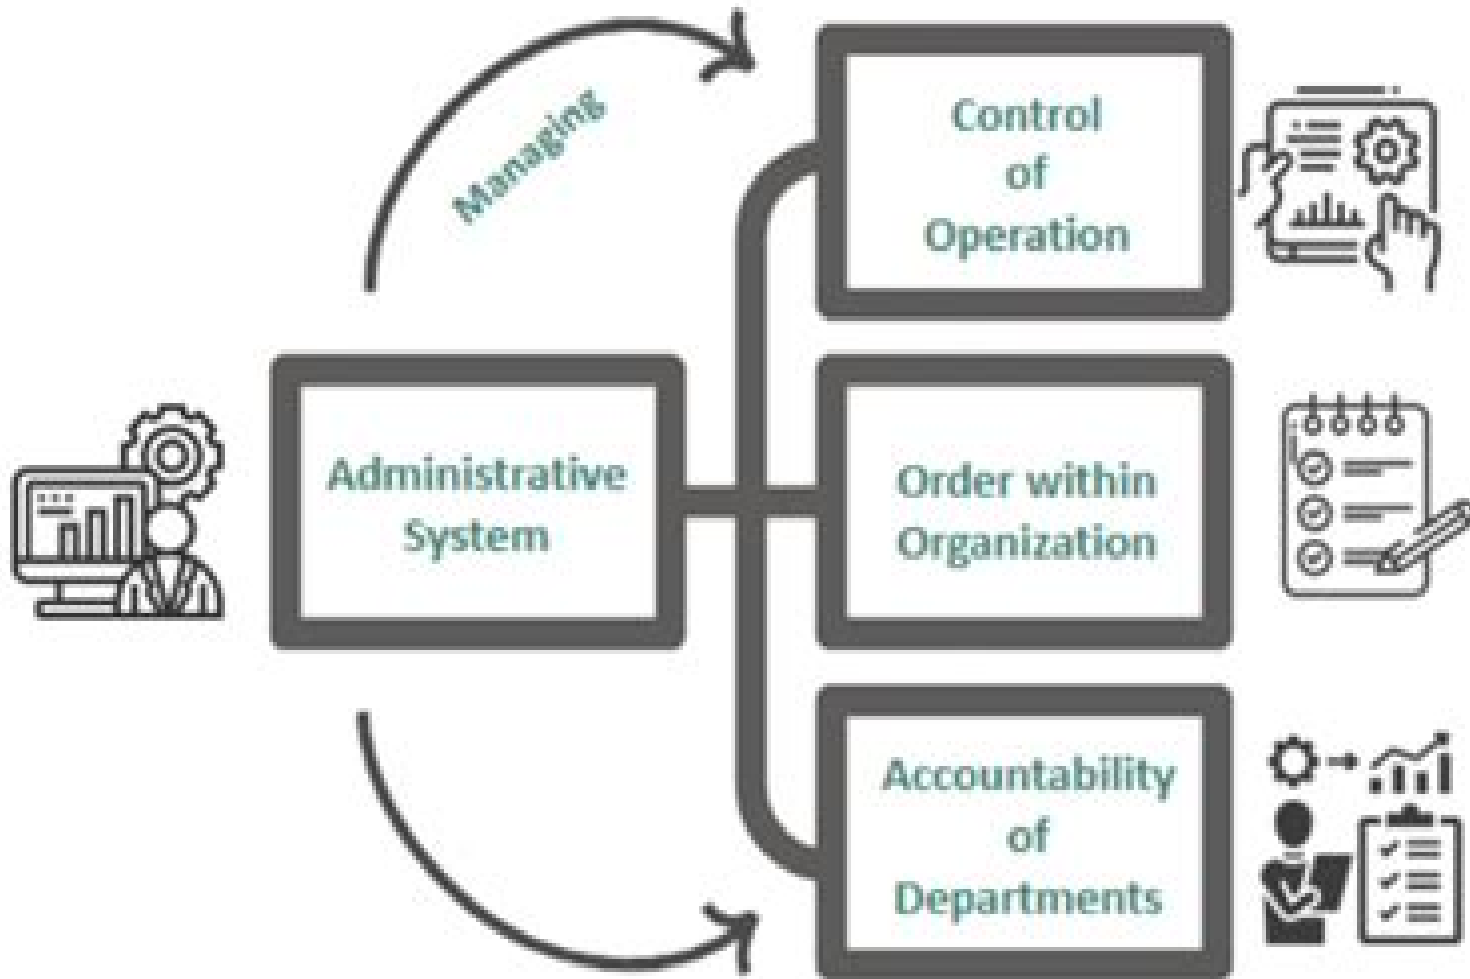 Managing
Control
of
Operation
Administrative
System
Order within
Organization
Accountability
of
Departments